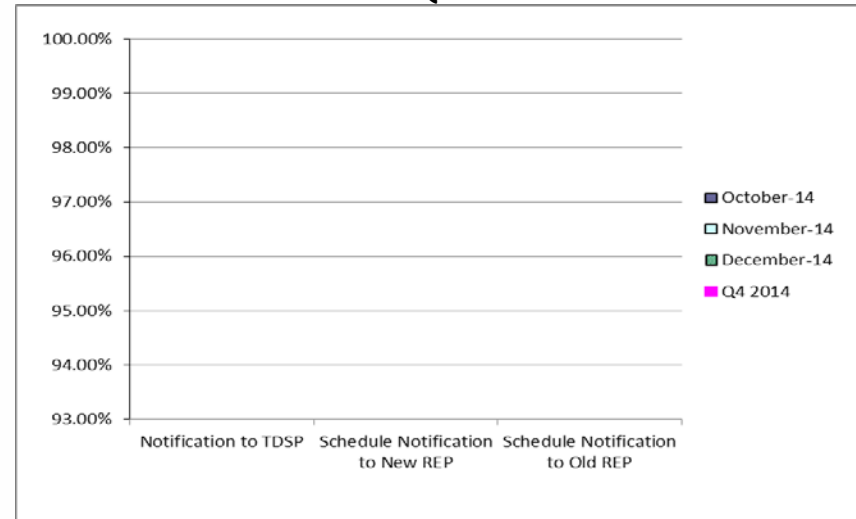 100.00%
99.00%
98.00%
97.00%
96.00%
95.00%
94.00%
93.00%
Notification to TDSP
Schedule Notification
to New REP
Schedule Notification
to Old REP
October-14
November-14
December-14
Q4 2014